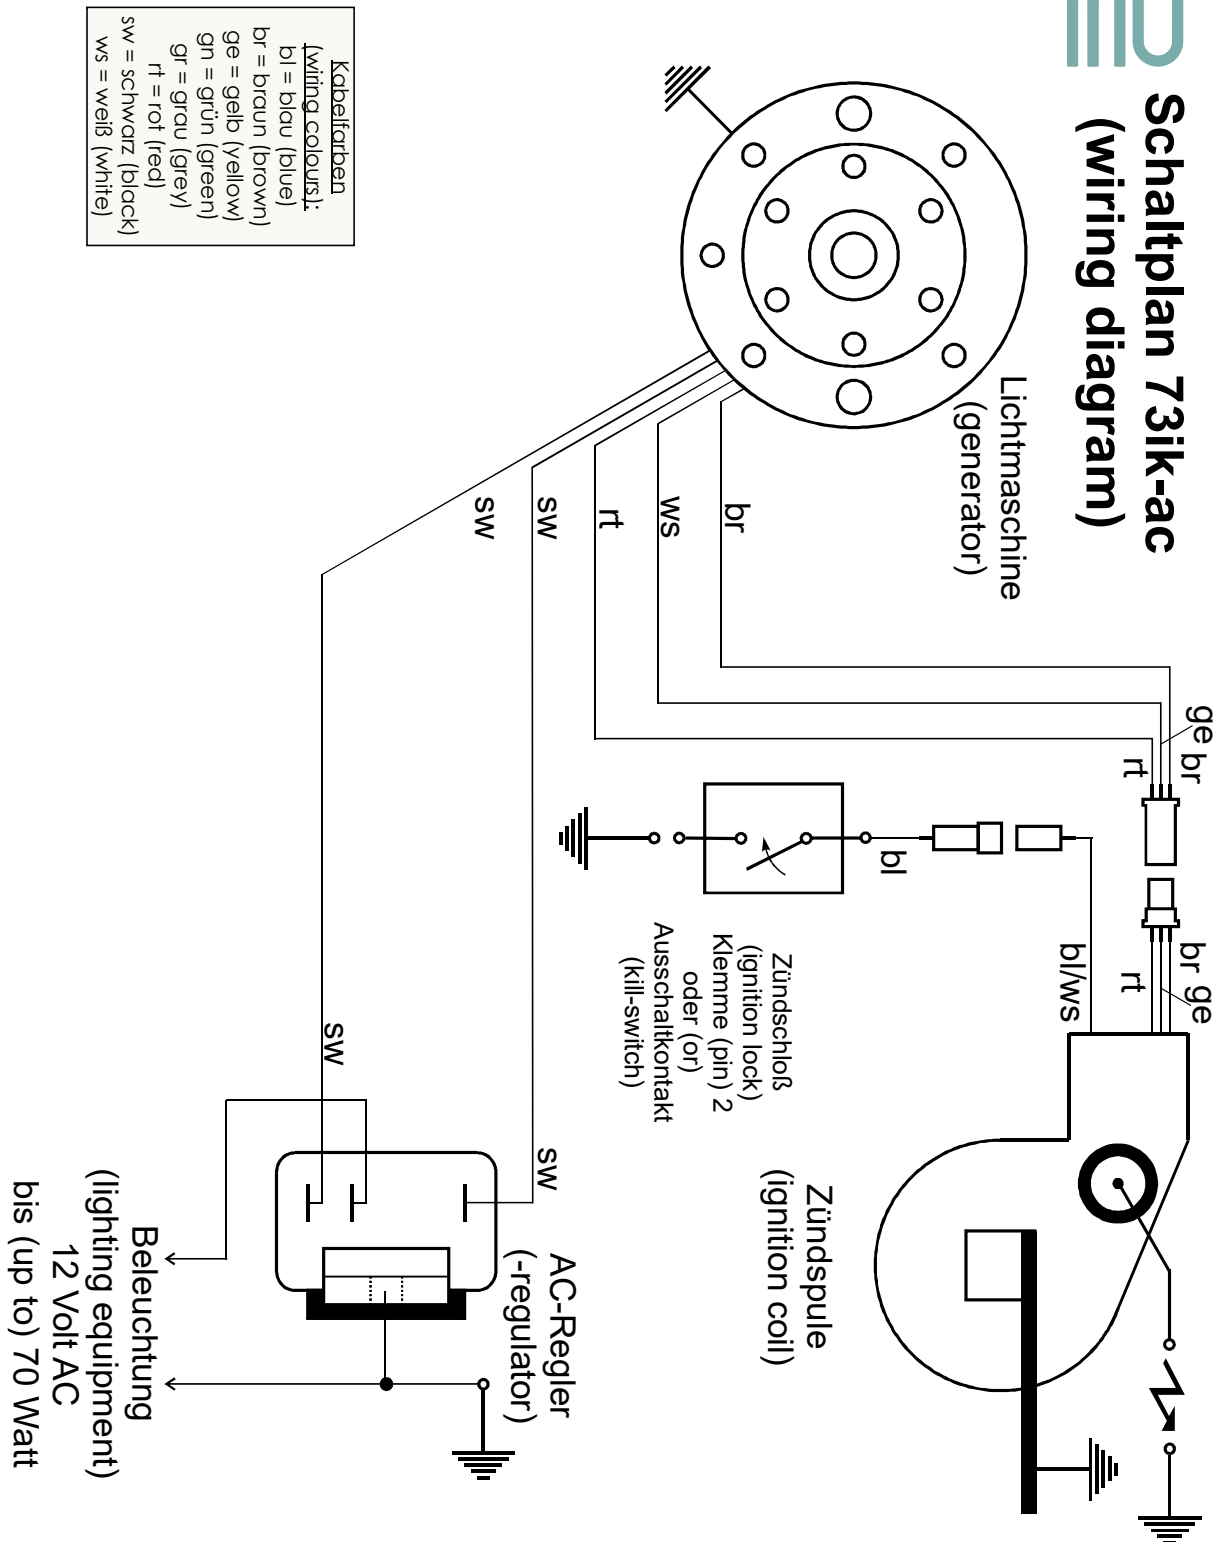 Schaltplan 73ik-ac
(wiring diagram)
Lichtmaschine
(generator)
ge
br
rt
br
ge
rt
bl/ws
bl
br
ws
rt
sw
sw
Zündschloß
(ignition lock)
Klemme (pin) 2
oder (or)
Ausschaltkontakt
(kill-switch)
Zündspule
(ignition coil)
sw
sw
AC-Regler
(-regulator)
Beleuchtung
(lighting equipment)
12 Volt AC
bis (up to) 70 Watt
Kabelfarben
(wiring colours):
bl = blau (blue)
br = braun (brown)
ge = gelb (yellow)
gn = grün (green)
gr = grau (grey)
rt = rot (red)
sw = schwarz (black)
ws = weiß (white)